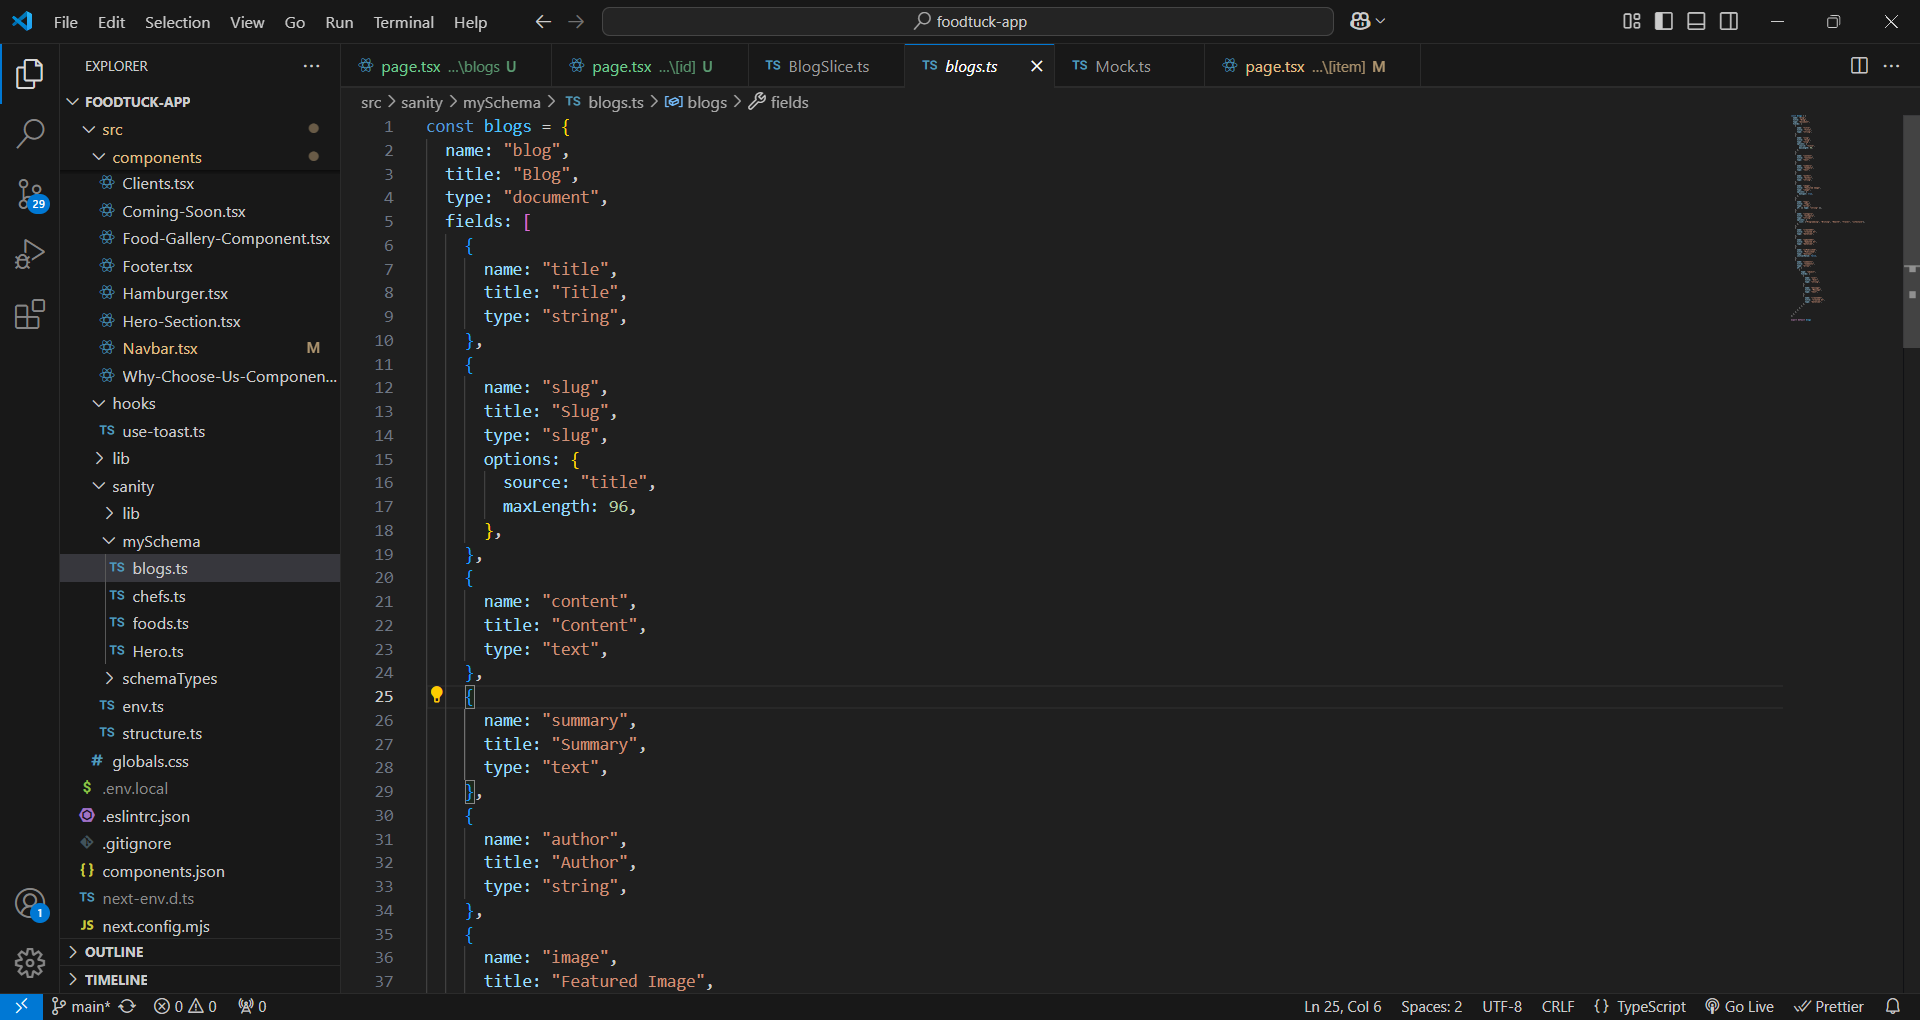 File Edit Selection View Go Run Terminal Help
foodtuck-app
EXPLORER
FOODTUCK-APP
src
components
Clients.tsx
Coming-Soon.tsx
Food-Gallery-Component.tsx
Footer.tsx
Hamburger.tsx
Hero-Section.tsx
Navbar.tsx M
Why-Choose-Us-Componen...
hooks
TS use-toast.ts
lib
sanity
lib
mySchema
TS blogs.ts
TS chefs.ts
TS foods.ts
TS Hero.ts
schemaTypes
TS env.ts
TS structure.ts
# globals.css
$ .env.local
.eslintrc.json
.gitignore
{} components.json
TS next-env.d.ts
JS next.config.mjs
OUTLINE
TIMELINE
29
1
page.tsx ...\blogs U
page.tsx ...\[id] U
TS BlogSlice.ts
TS blogs.ts
TS Mock.ts
page.tsx ...\[item] M
src > sanity > mySchema > TS blogs.ts > blogs > fields
1 const blogs = {
2 name: "blog",
3 title: "Blog",
4 type: "document",
5 fields: [
6 {
7 name: "title",
8 title: "Title",
9 type: "string",
10 },
11 {
12 name: "slug",
13 title: "Slug",
14 type: "slug",
15 options: {
16 source: "title",
17 maxLength: 96,
18 },
19 },
20 {
21 name: "content",
22 title: "Content",
23 type: "text",
24 },
25 {
26 name: "summary",
27 title: "Summary",
28 type: "text",
29 },
30 {
31 name: "author",
32 title: "Author",
33 type: "string",
34 },
35 {
36 name: "image",
37 title: "Featured Image",
main* 0 0 0
Ln 25, Col 6 Spaces: 2 UTF-8 CRLF {} TypeScript Go Live Prettier